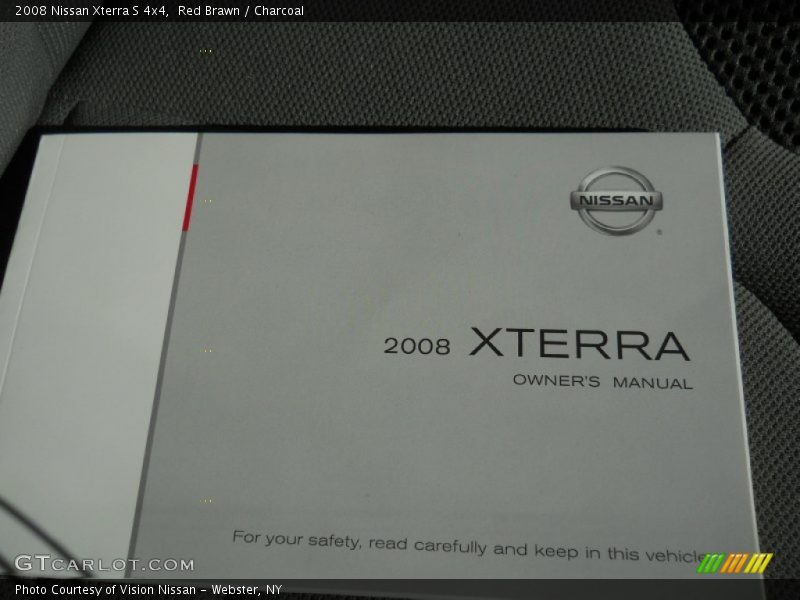 2008 Nissan Xterra S 4x4, Red Brawn / Charcoal
NISSAN
2008 XTERRA
OWNER'S MANUAL
For your safety, read carefully and keep in this vehicle
GTCARLOT.COM
Photo Courtesy of Vision Nissan - Webster, NY